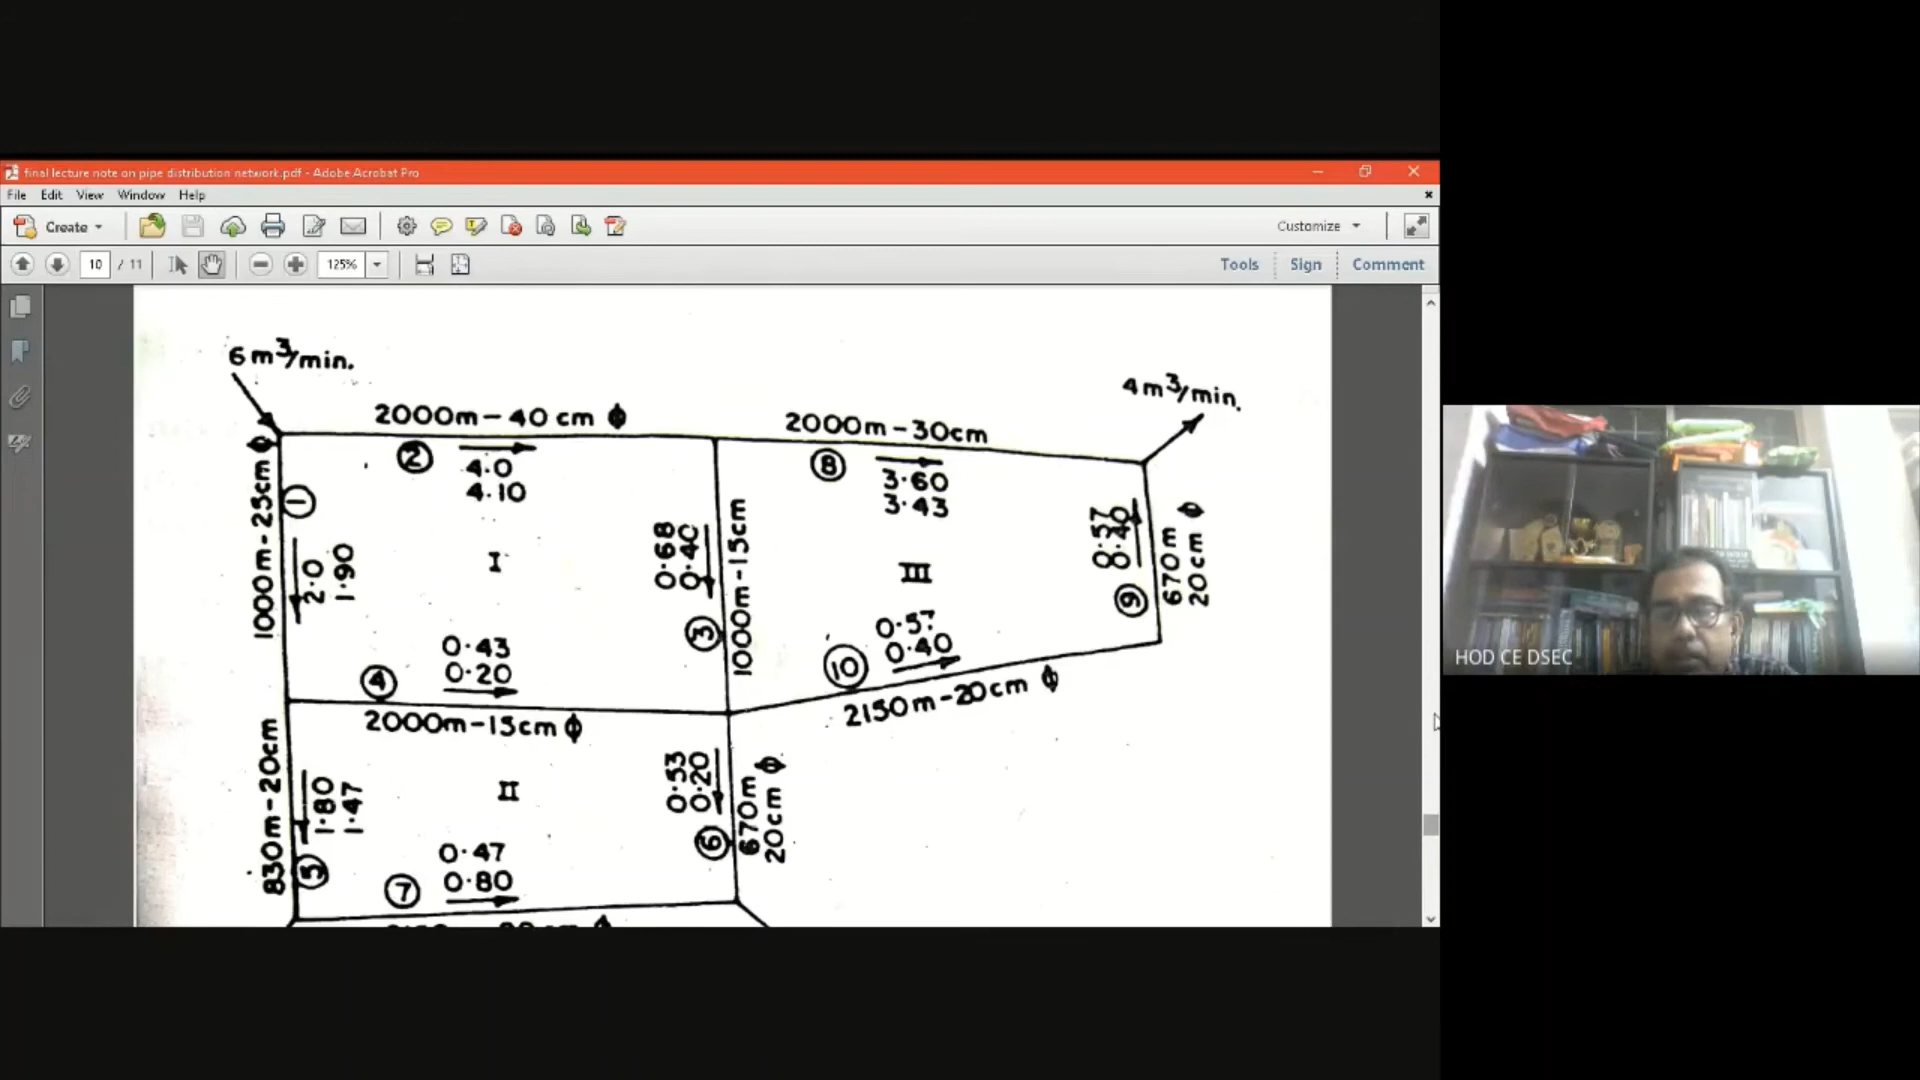 final lecture note on pipe distribution network.pdf - Adobe Acrobat Pro
File Edit View Window Help
Create
Customize
10 / 11
125%
Tools Sign Comment
6 m³/min.
4 m³/min.
2000m - 40 cm ϕ
2000m - 30cm
2
4.0
4.10
8
3.60
3.43
1000m - 25cm ϕ
1
2.0
1.90
I
0.68
0.40
3
1000m - 15cm
III
0.57
0.40
9
670m
20cm ϕ
0.43
0.20
4
2000m - 15cm ϕ
10
0.57
0.40
2150m - 20cm ϕ
830m - 20cm
1.80
1.47
5
II
0.53
0.20
6
670m
20cm ϕ
0.47
0.80
7
HOD CE DSEC